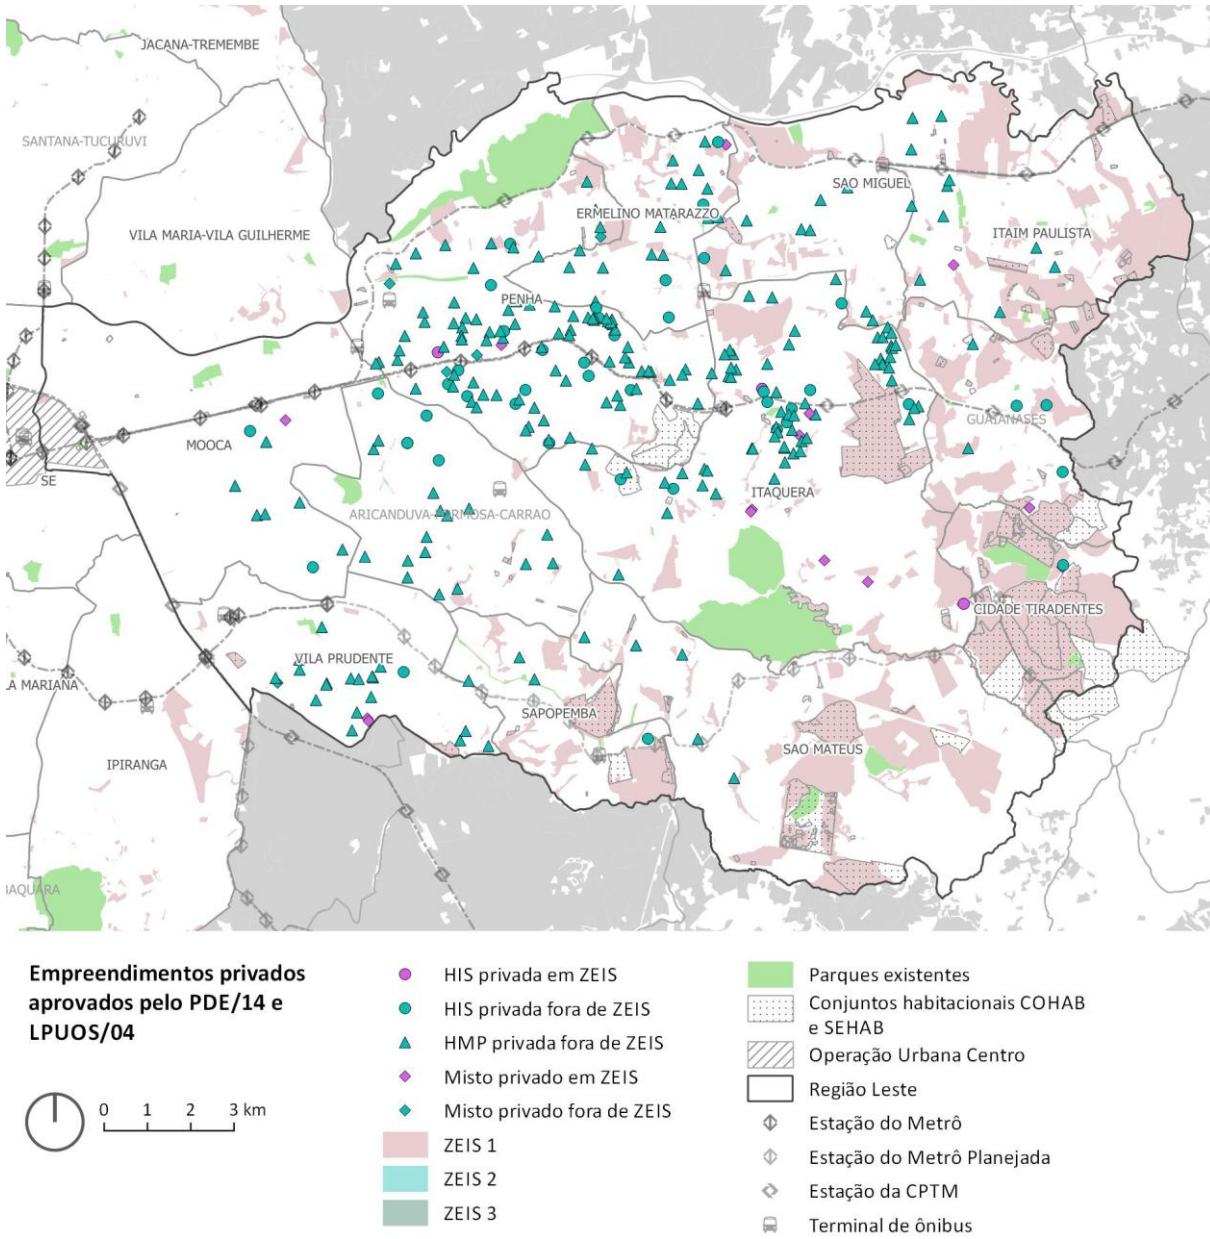 JACANA-TREMEMBE
SANTANA-TUCURUVI
SAO MIGUEL
ERMELINO MATARAZZO
VILA MARIA-VILA GUILHERME
ITAIM PAULISTA
PENHA
GUAIANASES
MOOCA
SE
ITAQUERA
ARICANDUVA-FORMOSA-CARRAO
CIDADE TIRADENTES
VILA PRUDENTE
LA MARIANA
SAPOPEMBA
SAO MATEUS
IPIRANGA
BAQUARA
Empreendimentos privados
aprovados pelo PDE/14 e
LPUOS/04
0 1 2 3 km
HIS privada em ZEIS
HIS privada fora de ZEIS
HMP privada fora de ZEIS
Misto privado em ZEIS
Misto privado fora de ZEIS
ZEIS 1
ZEIS 2
ZEIS 3
Parques existentes
Conjuntos habitacionais COHAB
e SEHAB
Operação Urbana Centro
Região Leste
Estação do Metrô
Estação do Metrô Planejada
Estação da CPTM
Terminal de ônibus